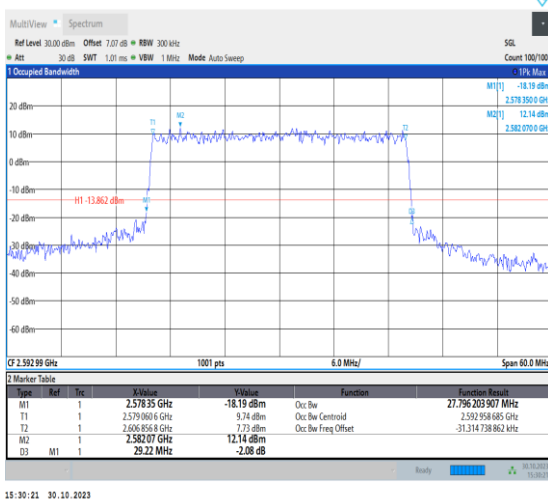 MultiView Spectrum
Ref Level 30.00 dBm Offset 7.07 dB RBW 300 kHz SGL
Att 30 dB SWT 1.01 ms VBW 1 MHz Mode Auto Sweep Count 100/100
1 Occupied Bandwidth 1Pk Max
M1[1] -18.19 dBm
2.578 350 0 GH
M2[1] 12.14 dBm
2.582 070 0 GH
20 dBm
T1 M2 T2
10 dBm
0 dBm
-10 dBm
H1 -13.862 dBm M1
-20 dBm
-30 dBm
-40 dBm
-50 dBm
-60 dBm
CF 2.592 99 GHz 1001 pts 6.0 MHz/ Span 60.0 MHz
2 Marker Table
Type Ref Trc X-Value Y-Value Function Function Result
M1 1 2.578 35 GHz -18.19 dBm Occ Bw 27.796 203 907 MHz
T1 1 2.579 060 6 GHz 9.74 dBm Occ Bw Centroid 2.592 958 685 GHz
T2 1 2.606 856 8 GHz 7.73 dBm Occ Bw Freq Offset -31.314 738 862 kHz
M2 1 2.582 07 GHz 12.14 dBm
D3 M1 1 29.22 MHz -2.08 dB
Ready 30.10.2023
15:30:21
15:30:21 30.10.2023